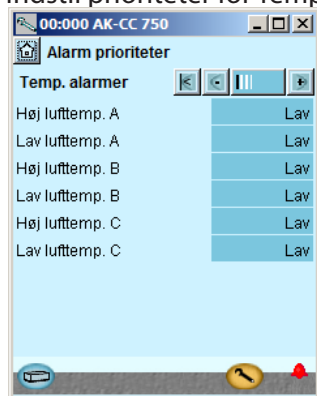 Indstil prioriteter for Temp
00:000 AK-CC 750
Alarm prioriteter
Temp. alarmer
Høj lufttemp. A Lav
Lav lufttemp. A Lav
Høj lufttemp. B Lav
Lav lufttemp. B Lav
Høj lufttemp. C Lav
Lav lufttemp. C Lav